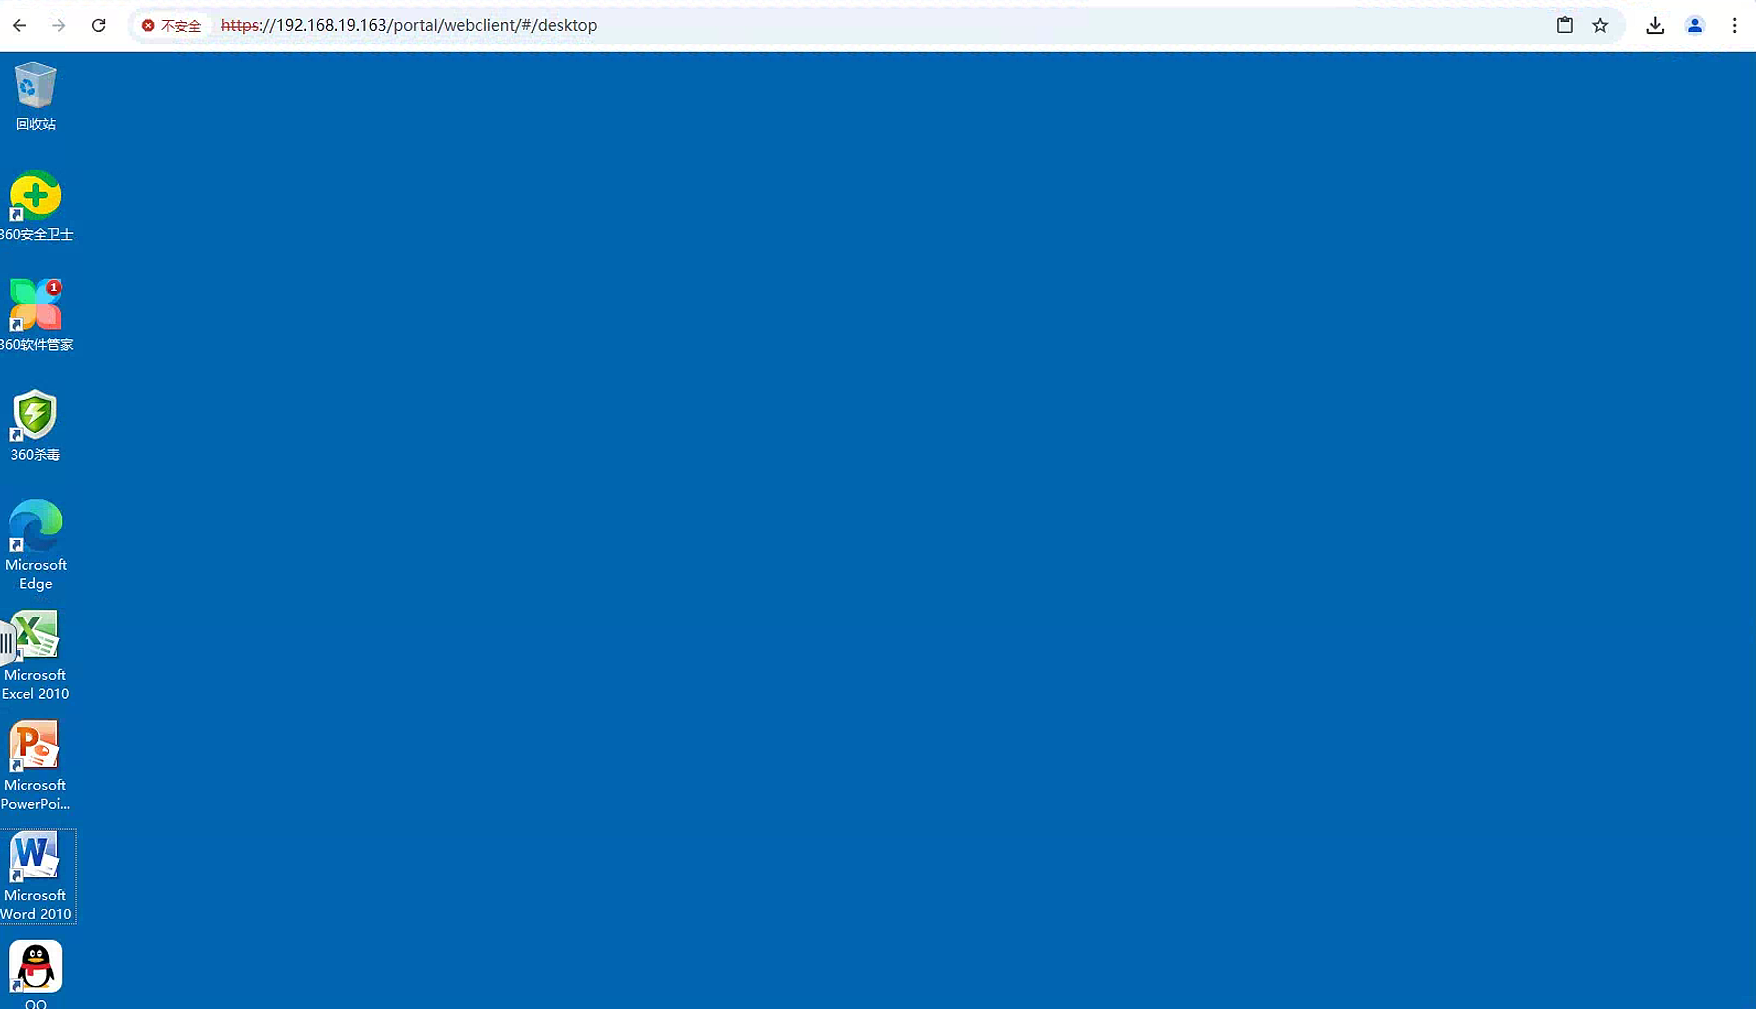 不安全
https://192.168.19.163/portal/webclient/#/desktop
回收站
360安全卫士
1
360软件管家
360杀毒
Microsoft
Edge
Microsoft
Excel 2010
Microsoft
PowerPoi...
Microsoft
Word 2010
QQ